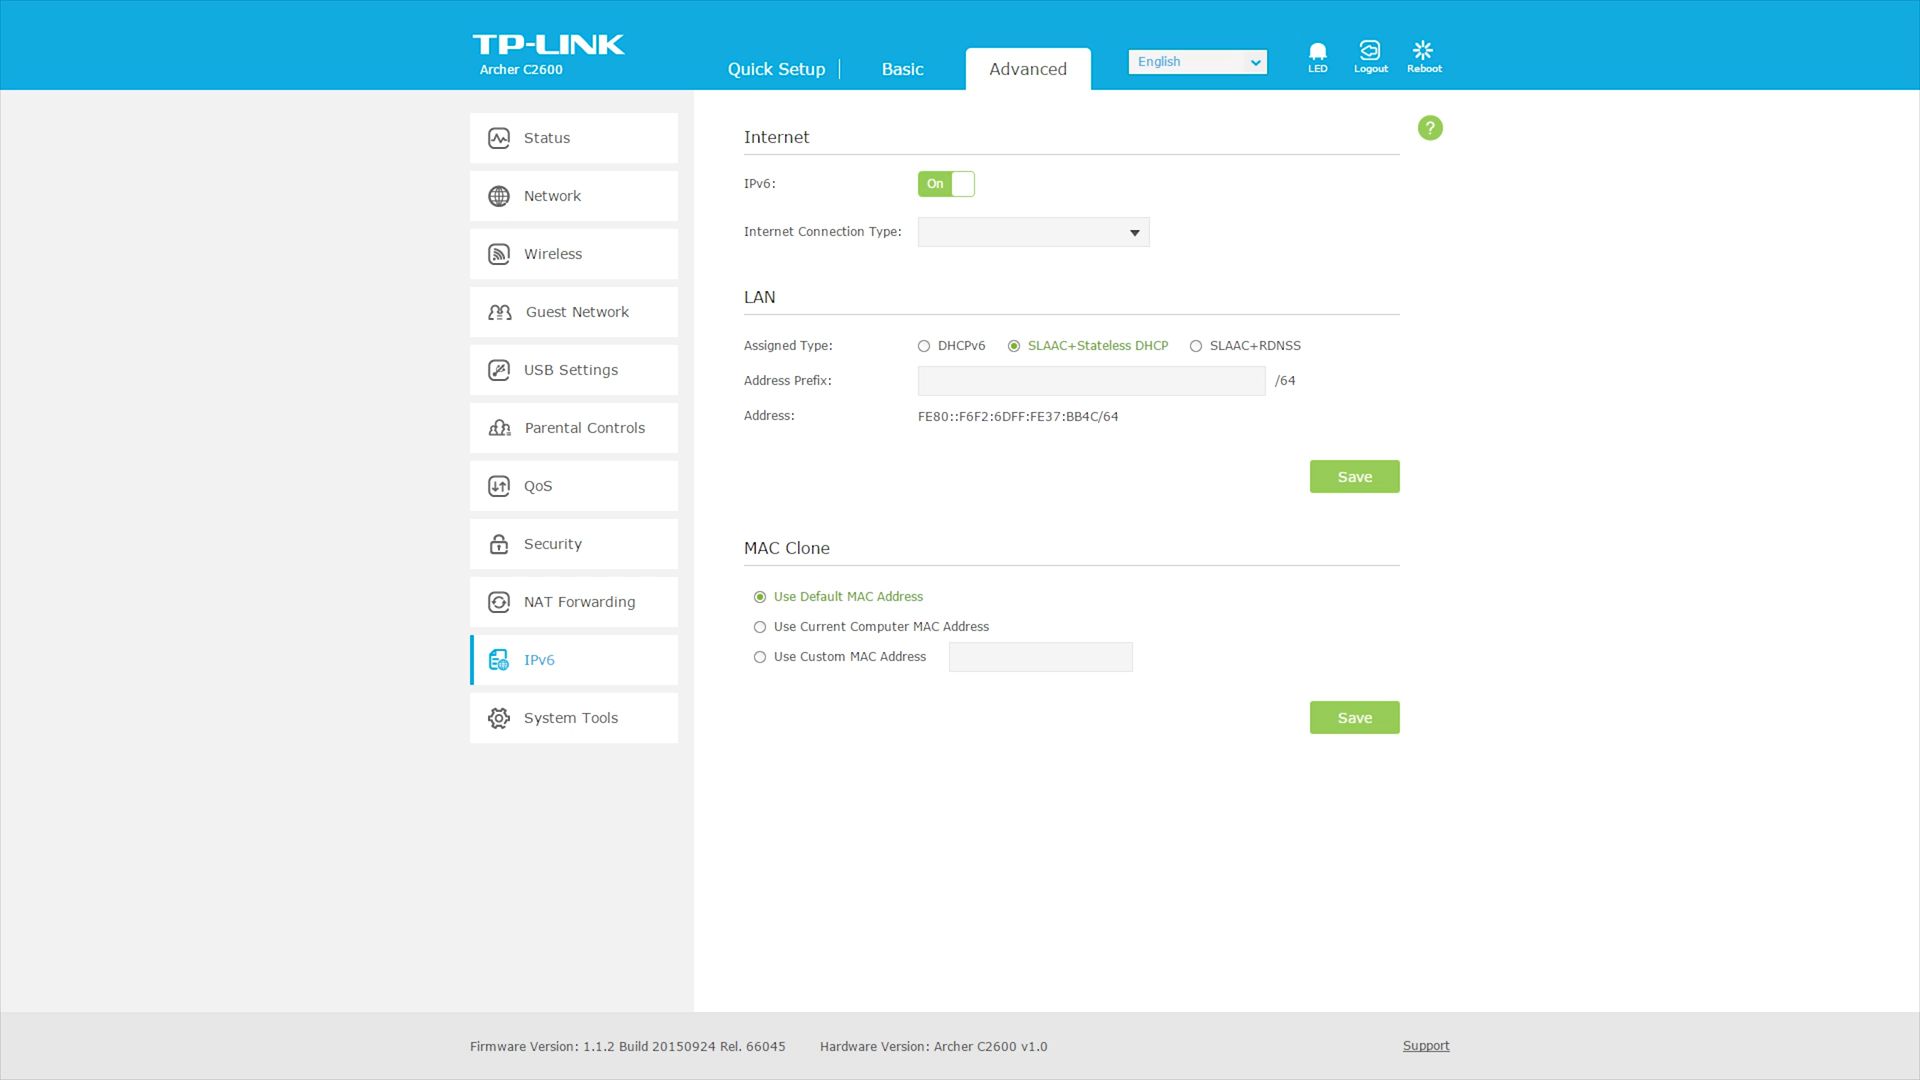 TP-LINK
Archer C2600
Quick Setup
Basic
Advanced
English
LED
Logout
Reboot
Status
Network
Wireless
Guest Network
USB Settings
Parental Controls
QoS
Security
NAT Forwarding
IPv6
System Tools
Internet
?
IPv6: On
Internet Connection Type:
LAN
Assigned Type: DHCPv6 SLAAC+Stateless DHCP SLAAC+RDNSS
Address Prefix: /64
Address: FE80::F6F2:6DFF:FE37:BB4C/64
Save
MAC Clone
Use Default MAC Address
Use Current Computer MAC Address
Use Custom MAC Address
Save
Firmware Version: 1.1.2 Build 20150924 Rel. 66045 Hardware Version: Archer C2600 v1.0 Support